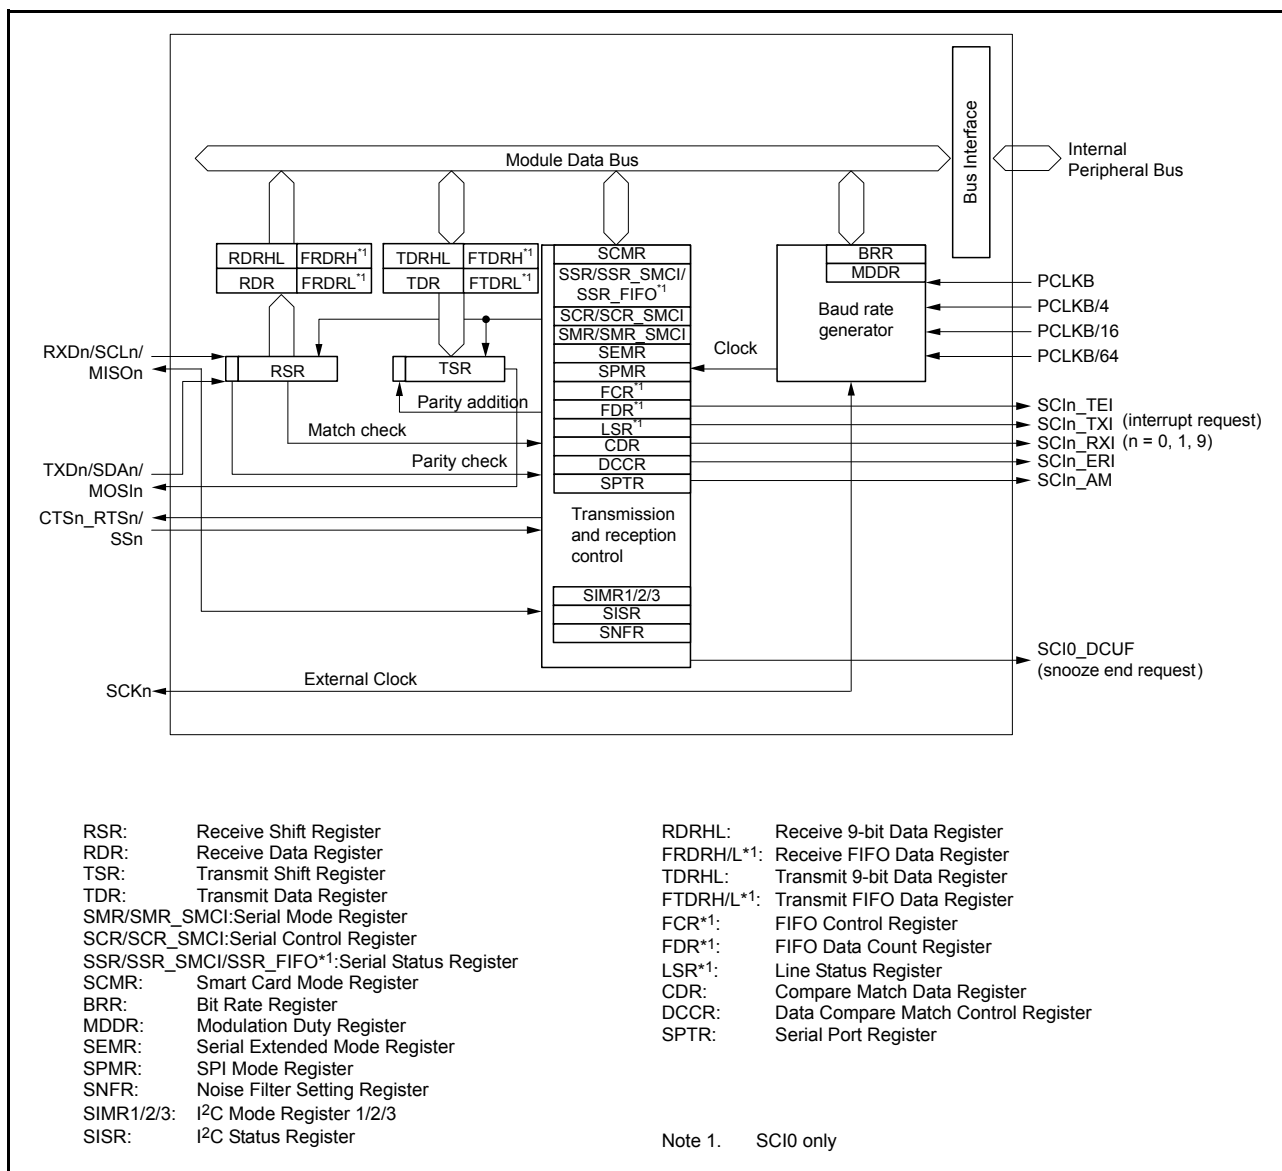 Module Data Bus
Bus Interface
Internal
Peripheral Bus
RDRHL
FRDRH*1
RDR
FRDRL*1
TDRHL
FTDRH*1
TDR
FTDRL*1
SCMR
SSR/SSR_SMCI/
SSR_FIFO*1
SCR/SCR_SMCI
SMR/SMR_SMCI
SEMR
SPMR
FCR*1
FDR*1
LSR*1
CDR
DCCR
SPTR
Transmission
and reception
control
SIMR1/2/3
SISR
SNFR
BRR
MDDR
Baud rate
generator
PCLKB
PCLKB/4
PCLKB/16
PCLKB/64
Clock
RXDn/SCLn/
MISOn
RSR
TSR
Parity addition
Match check
Parity check
TXDn/SDAn/
MOSIn
CTSn_RTSn/
SSn
SCIn_TEI
SCIn_TXI
SCIn_RXI
SCIn_ERI
SCIn_AM
(interrupt request)
(n = 0, 1, 9)
SCI0_DCUF
(snooze end request)
External Clock
SCKn
RSR: Receive Shift Register
RDR: Receive Data Register
TSR: Transmit Shift Register
TDR: Transmit Data Register
SMR/SMR_SMCI:Serial Mode Register
SCR/SCR_SMCI:Serial Control Register
SSR/SSR_SMCI/SSR_FIFO*1:Serial Status Register
SCMR: Smart Card Mode Register
BRR: Bit Rate Register
MDDR: Modulation Duty Register
SEMR: Serial Extended Mode Register
SPMR: SPI Mode Register
SNFR: Noise Filter Setting Register
SIMR1/2/3: I2C Mode Register 1/2/3
SISR: I2C Status Register
RDRHL: Receive 9-bit Data Register
FRDRH/L*1: Receive FIFO Data Register
TDRHL: Transmit 9-bit Data Register
FTDRH/L*1: Transmit FIFO Data Register
FCR*1: FIFO Control Register
FDR*1: FIFO Data Count Register
LSR*1: Line Status Register
CDR: Compare Match Data Register
DCCR: Data Compare Match Control Register
SPTR: Serial Port Register
Note 1. SCI0 only